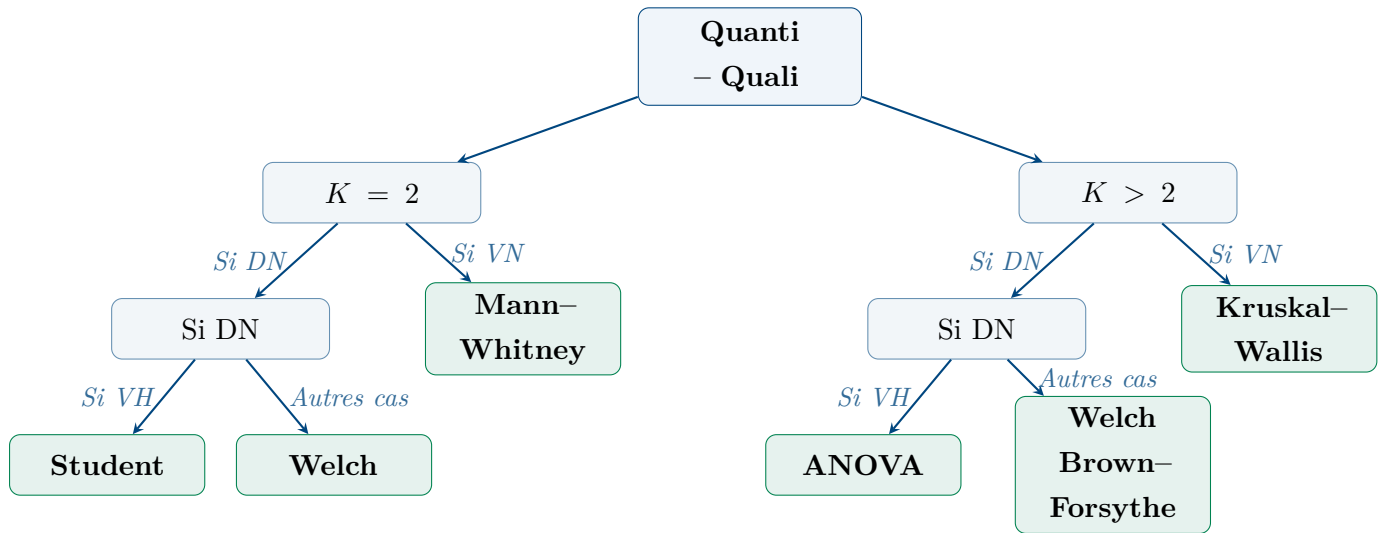 Quanti
– Quali
K = 2
K > 2
Si DN
Si VN
Si DN
Si VN
Mann–
Whitney
Kruskal–
Wallis
Si DN
Si DN
Si VH
Autres cas
Si VH
Autres cas
Student
Welch
ANOVA
Welch
Brown–
Forsythe